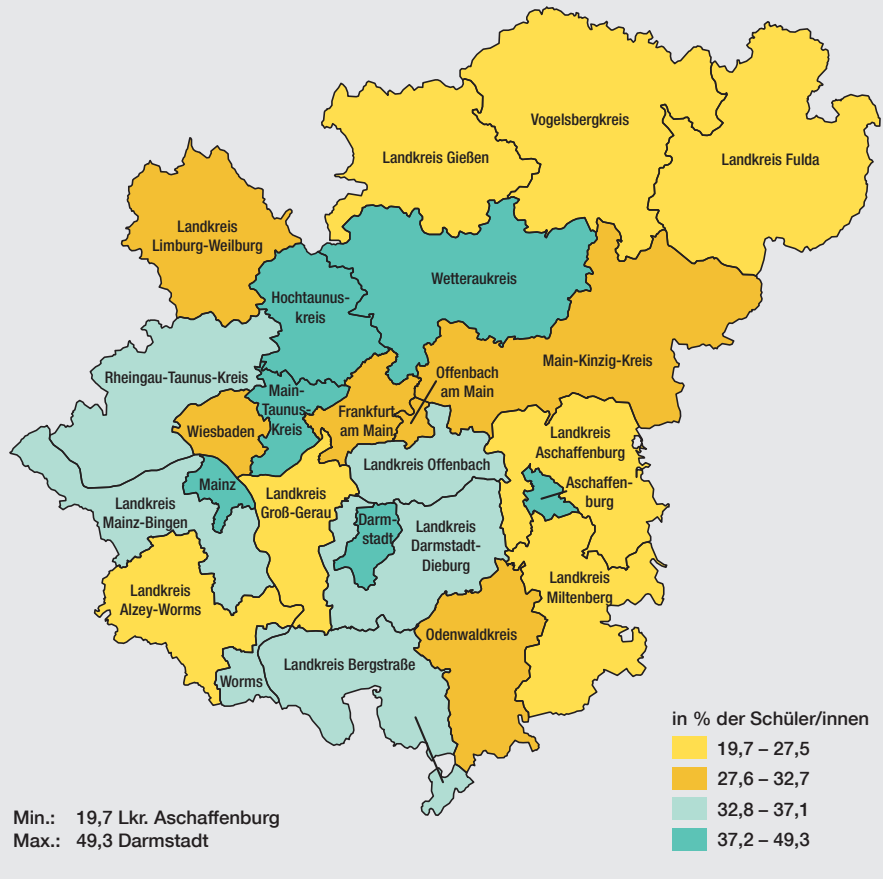 Vogelsbergkreis
Landkreis Gießen
Landkreis Fulda
Landkreis
Limburg-Weilburg
Wetteraukreis
Hochtaunus-
kreis
Main-Kinzig-Kreis
Rheingau-Taunus-Kreis
Offenbach
am Main
Main-
Taunus-
Kreis
Frankfurt
am Main
Wiesbaden
Landkreis
Aschaffenburg
Landkreis Offenbach
Aschaffen-
burg
Mainz
Landkreis
Groß-Gerau
Landkreis
Mainz-Bingen
Darm-
stadt
Landkreis
Darmstadt-
Dieburg
Landkreis
Miltenberg
Landkreis
Alzey-Worms
Odenwaldkreis
Landkreis Bergstraße
Worms
in % der Schüler/innen
19,7 – 27,5
27,6 – 32,7
32,8 – 37,1
37,2 – 49,3
Min.: 19,7 Lkr. Aschaffenburg
Max.: 49,3 Darmstadt